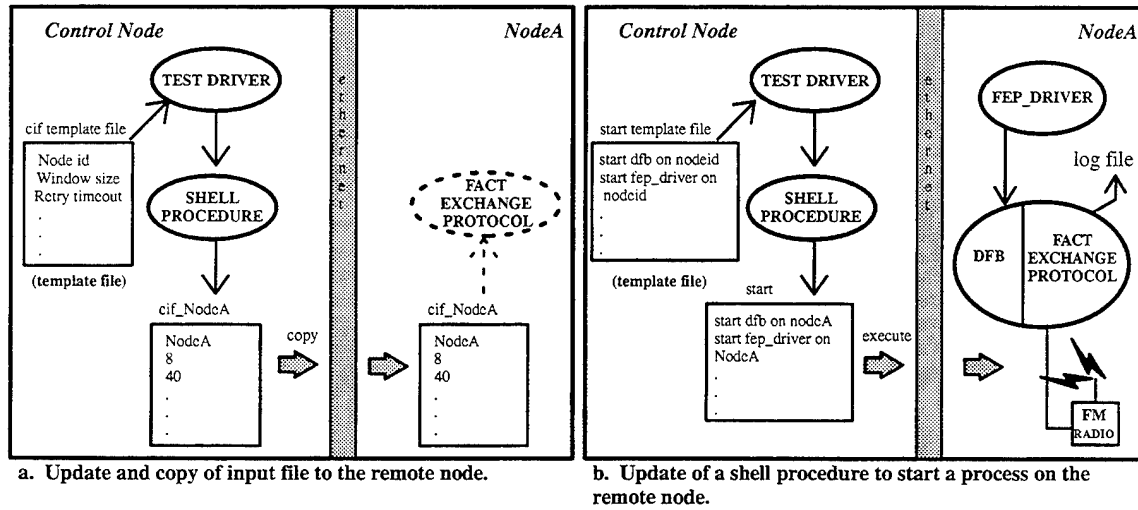 Control Node
NodeA
TEST DRIVER
cif template file
Node id
Window size
Retry timeout
.
.
.
(template file)
SHELL
PROCEDURE
cif_NodeA
NodeA
8
40
.
.
.
copy
ethernet
FACT
EXCHANGE
PROTOCOL
cif_NodeA
NodeA
8
40
.
.
.
a. Update and copy of input file to the remote node.
Control Node
NodeA
TEST DRIVER
start template file
start dfb on nodeid
start fep_driver on
nodeid
.
.
.
(template file)
SHELL
PROCEDURE
start
start dfb on nodeA
start fep_driver on
NodeA
.
.
.
execute
ethernet
FEP_DRIVER
log file
DFB
FACT
EXCHANGE
PROTOCOL
FM
RADIO
b. Update of a shell procedure to start a process on the
remote node.